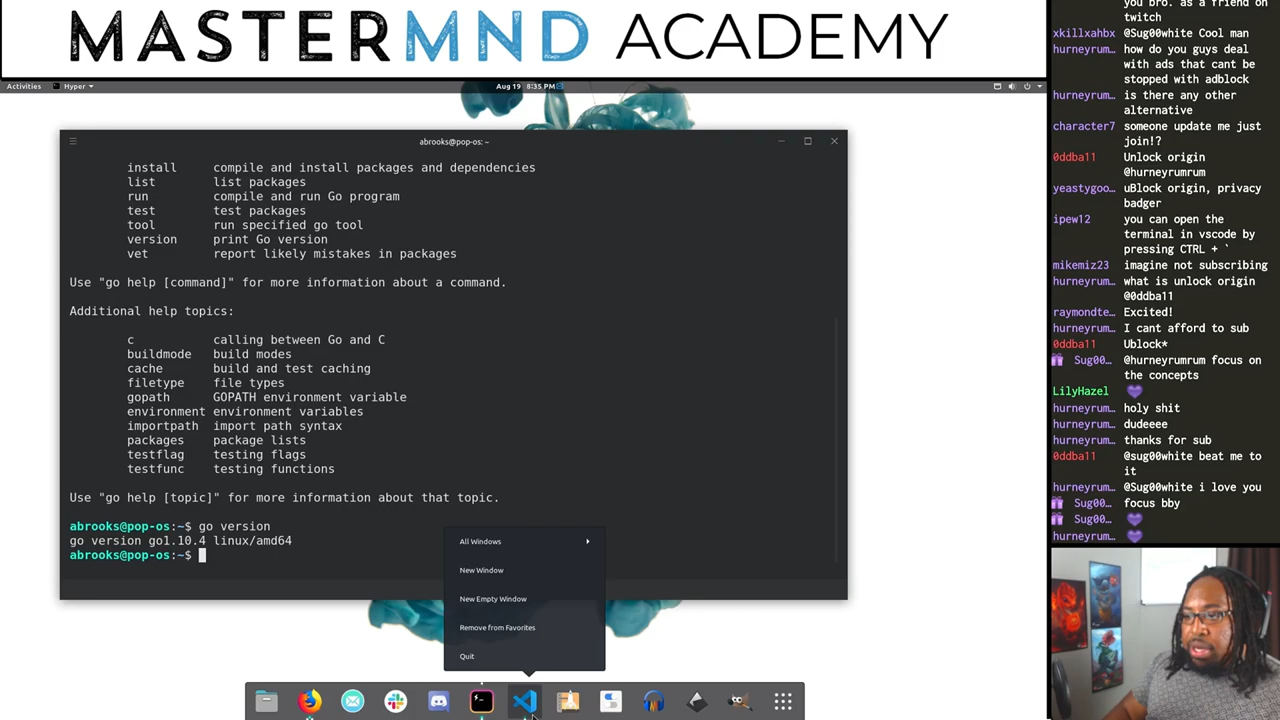 MASTERMND ACADEMY
Activities
Hyper
Aug 19 8:35 PM
abrooks@pop-os: ~
install compile and install packages and dependencies
list list packages
run compile and run Go program
test test packages
tool run specified go tool
version print Go version
vet report likely mistakes in packages
Use "go help [command]" for more information about a command.
Additional help topics:
c calling between Go and C
buildmode build modes
cache build and test caching
filetype file types
gopath GOPATH environment variable
environment environment variables
importpath import path syntax
packages package lists
testflag testing flags
testfunc testing functions
Use "go help [topic]" for more information about that topic.
abrooks@pop-os:~$ go version
go version go1.10.4 linux/amd64
abrooks@pop-os:~$
All Windows
New Window
New Empty Window
Remove from Favorites
Quit
you bro. as a friend on
twitch
xkillxahbx @Sug00white Cool man
hurneyrum… how do you guys deal
with ads that cant be
stopped with adblock
hurneyrum… is there any other
alternative
character7 someone update me just
join!?
0ddba11 Unlock origin
@hurneyrumrum
yeastygoo… uBlock origin, privacy
badger
ipew12 you can open the
terminal in vscode by
pressing CTRL + `
mikemiz23 imagine not subscribing
hurneyrum… what is unlock origin
@0ddba11
raymondte… Excited!
hurneyrum… I cant afford to sub
0ddba11 Ublock*
Sug00… @hurneyrumrum focus on
the concepts
LilyHazel
hurneyrum… holy shit
hurneyrum… dudeeee
hurneyrum… thanks for sub
0ddba11 @sug00white beat me to
it
hurneyrum… @Sug00white i love you
Sug00… focus bby
Sug00…
hurneyrum…